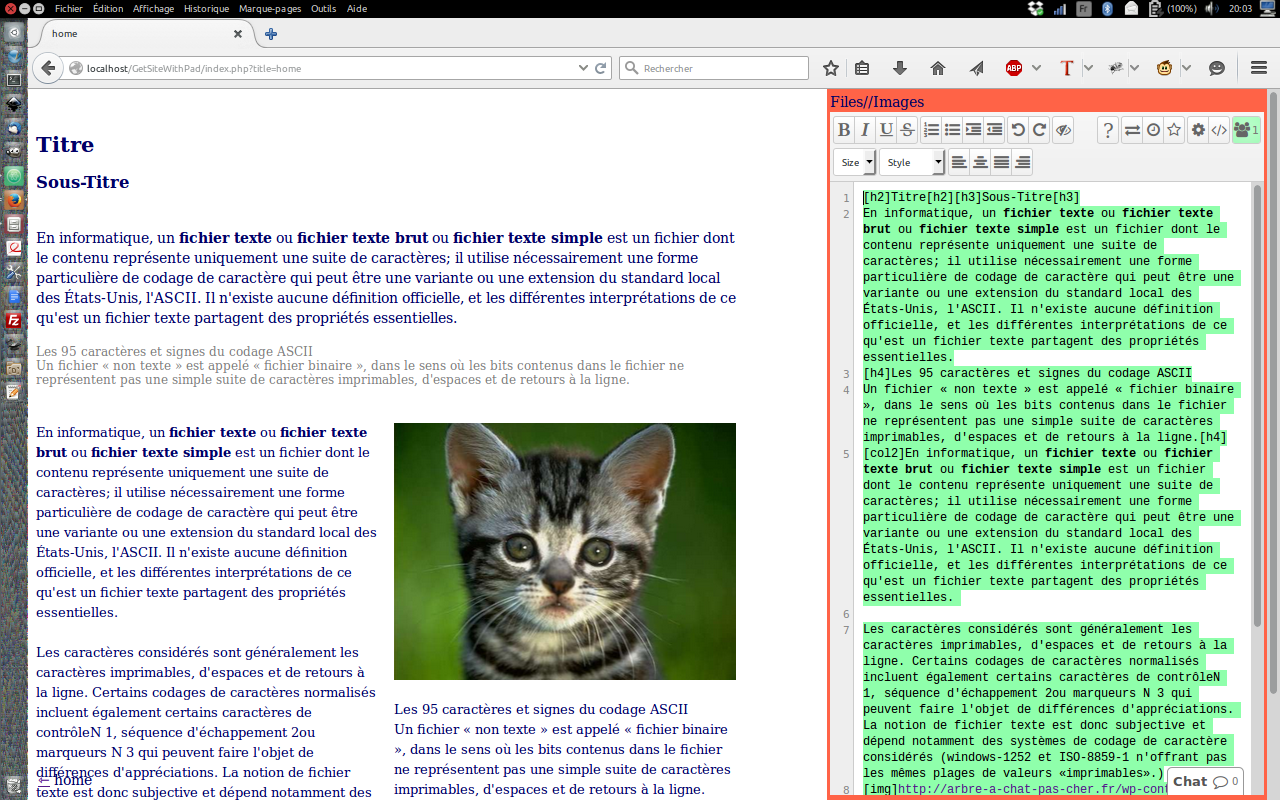 Fichier Édition Affichage Historique Marque-pages Outils Aide
Fr (100%) 20:03
home
localhost/GetSiteWithPad/index.php?title=home
Rechercher
ABP
T
Titre
Sous-Titre
En informatique, un fichier texte ou fichier texte brut ou fichier texte simple est un fichier dont
le contenu représente uniquement une suite de caractères; il utilise nécessairement une forme
particulière de codage de caractère qui peut être une variante ou une extension du standard local
des États-Unis, l'ASCII. Il n'existe aucune définition officielle, et les différentes interprétations de ce
qu'est un fichier texte partagent des propriétés essentielles.
Les 95 caractères et signes du codage ASCII
Un fichier « non texte » est appelé « fichier binaire », dans le sens où les bits contenus dans le fichier ne
représentent pas une simple suite de caractères imprimables, d'espaces et de retours à la ligne.
En informatique, un fichier texte ou fichier texte
brut ou fichier texte simple est un fichier dont le
contenu représente uniquement une suite de
caractères; il utilise nécessairement une forme
particulière de codage de caractère qui peut être
une variante ou une extension du standard local des
États-Unis, l'ASCII. Il n'existe aucune définition
officielle, et les différentes interprétations de ce
qu'est un fichier texte partagent des propriétés
essentielles.
Les caractères considérés sont généralement les
caractères imprimables, d'espaces et de retours à
la ligne. Certains codages de caractères normalisés
incluent également certains caractères de
contrôleN 1, séquence d'échappement 2ou
marqueurs N 3 qui peuvent faire l'objet de
différences d'appréciations. La notion de fichier
texte est donc subjective et dépend notamment des
← home
Les 95 caractères et signes du codage ASCII
Un fichier « non texte » est appelé « fichier binaire
», dans le sens où les bits contenus dans le fichier
ne représentent pas une simple suite de caractères
imprimables, d'espaces et de retours à la ligne.
Files//Images
B I U S ? </> 1
Size Style
1 [h2]Titre[h2][h3]Sous-Titre[h3]
2 En informatique, un fichier texte ou fichier texte
brut ou fichier texte simple est un fichier dont le
contenu représente uniquement une suite de
caractères; il utilise nécessairement une forme
particulière de codage de caractère qui peut être une
variante ou une extension du standard local des
États-Unis, l'ASCII. Il n'existe aucune définition
officielle, et les différentes interprétations de ce
qu'est un fichier texte partagent des propriétés
essentielles.
3 [h4]Les 95 caractères et signes du codage ASCII
4 Un fichier « non texte » est appelé « fichier binaire
», dans le sens où les bits contenus dans le fichier
ne représentent pas une simple suite de caractères
imprimables, d'espaces et de retours à la ligne.[h4]
5 [col2]En informatique, un fichier texte ou fichier
texte brut ou fichier texte simple est un fichier
dont le contenu représente uniquement une suite de
caractères; il utilise nécessairement une forme
particulière de codage de caractère qui peut être une
variante ou une extension du standard local des
États-Unis, l'ASCII. Il n'existe aucune définition
officielle, et les différentes interprétations de ce
qu'est un fichier texte partagent des propriétés
essentielles.
6
7 Les caractères considérés sont généralement les
caractères imprimables, d'espaces et de retours à la
ligne. Certains codages de caractères normalisés
incluent également certains caractères de contrôleN
1, séquence d'échappement 2ou marqueurs N 3 qui
peuvent faire l'objet de différences d'appréciations.
La notion de fichier texte est donc subjective et
dépend notamment des systèmes de codage de caractère
considérés (windows-1252 et ISO-8859-1 n'offrant pas
les mêmes plages de valeurs «imprimables».)
8 [img]http://arbre-a-chat-pas-cher.fr/wp-cont
Chat 0